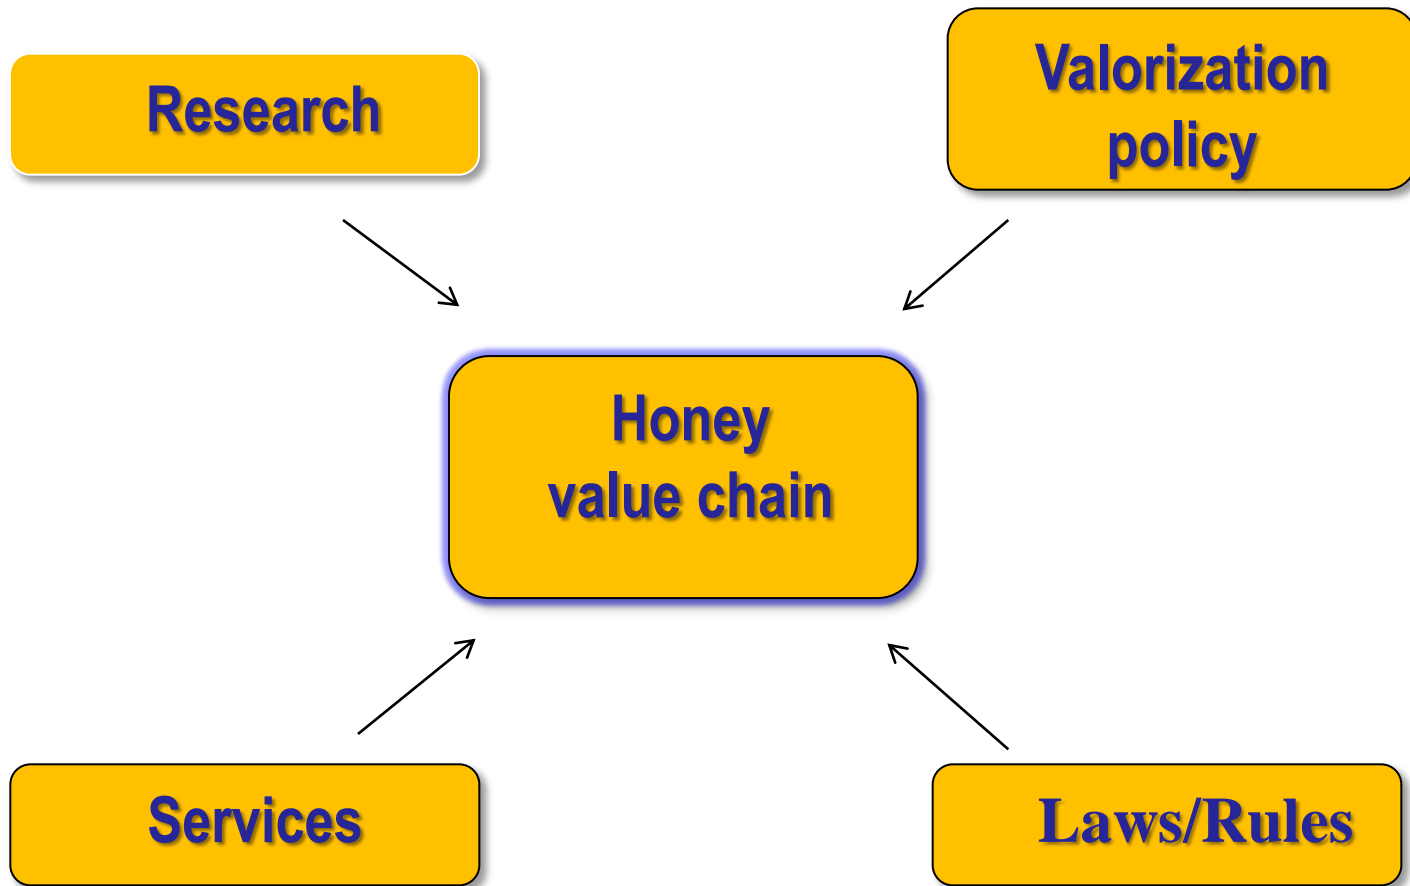 Research
Valorization
policy
Honey
value chain
Services
Laws/Rules